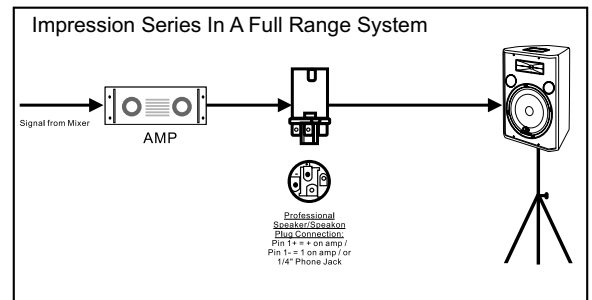 Impression Series In A Full Range System
Signal from Mixer
AMP
Professional
Speaker/Speakon
Plug Connection:
Pin 1+ = + on amp /
Pin 1- = 1 on amp / or
1/4" Phone Jack